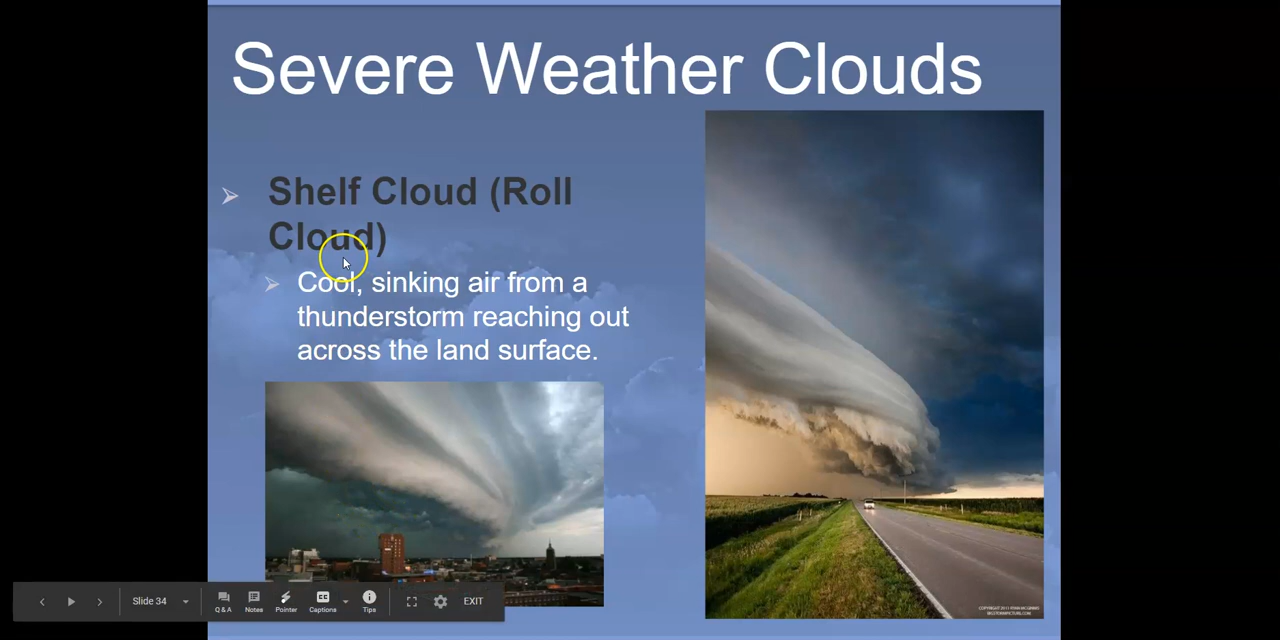 Severe Weather Clouds
Shelf Cloud (Roll
Cloud)
Cool, sinking air from a
thunderstorm reaching out
across the land surface.
Slide 34
Q & A
Notes
Pointer
Captions
Tips
EXIT